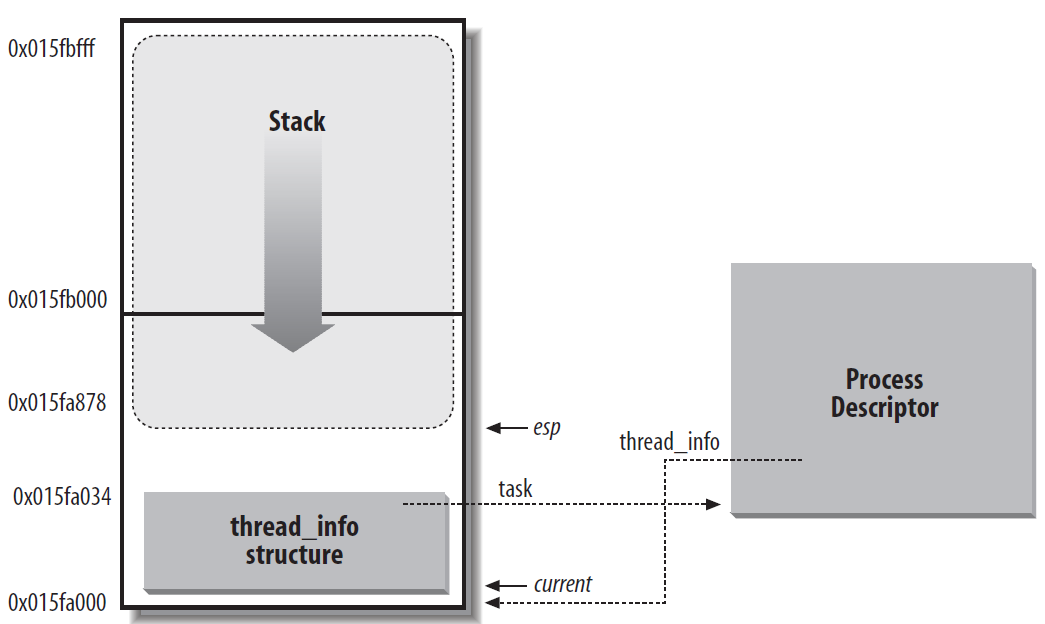 0x015fbfff
Stack
0x015fb000
Process
Descriptor
0x015fa878
esp
thread_info
0x015fa034
task
thread_info
structure
current
0x015fa000